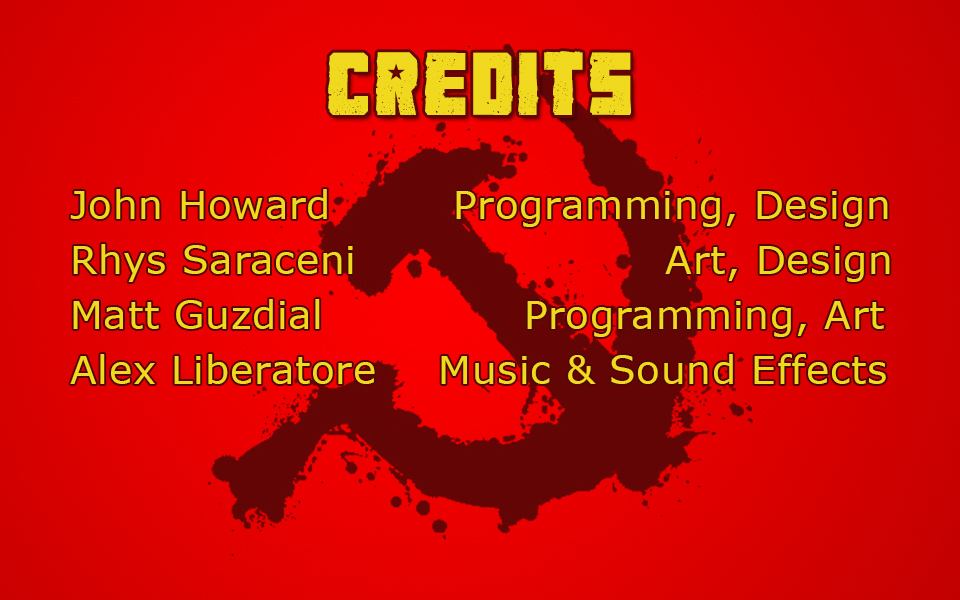 CREDITS
John Howard Programming, Design
Rhys Saraceni Art, Design
Matt Guzdial Programming, Art
Alex Liberatore Music & Sound Effects